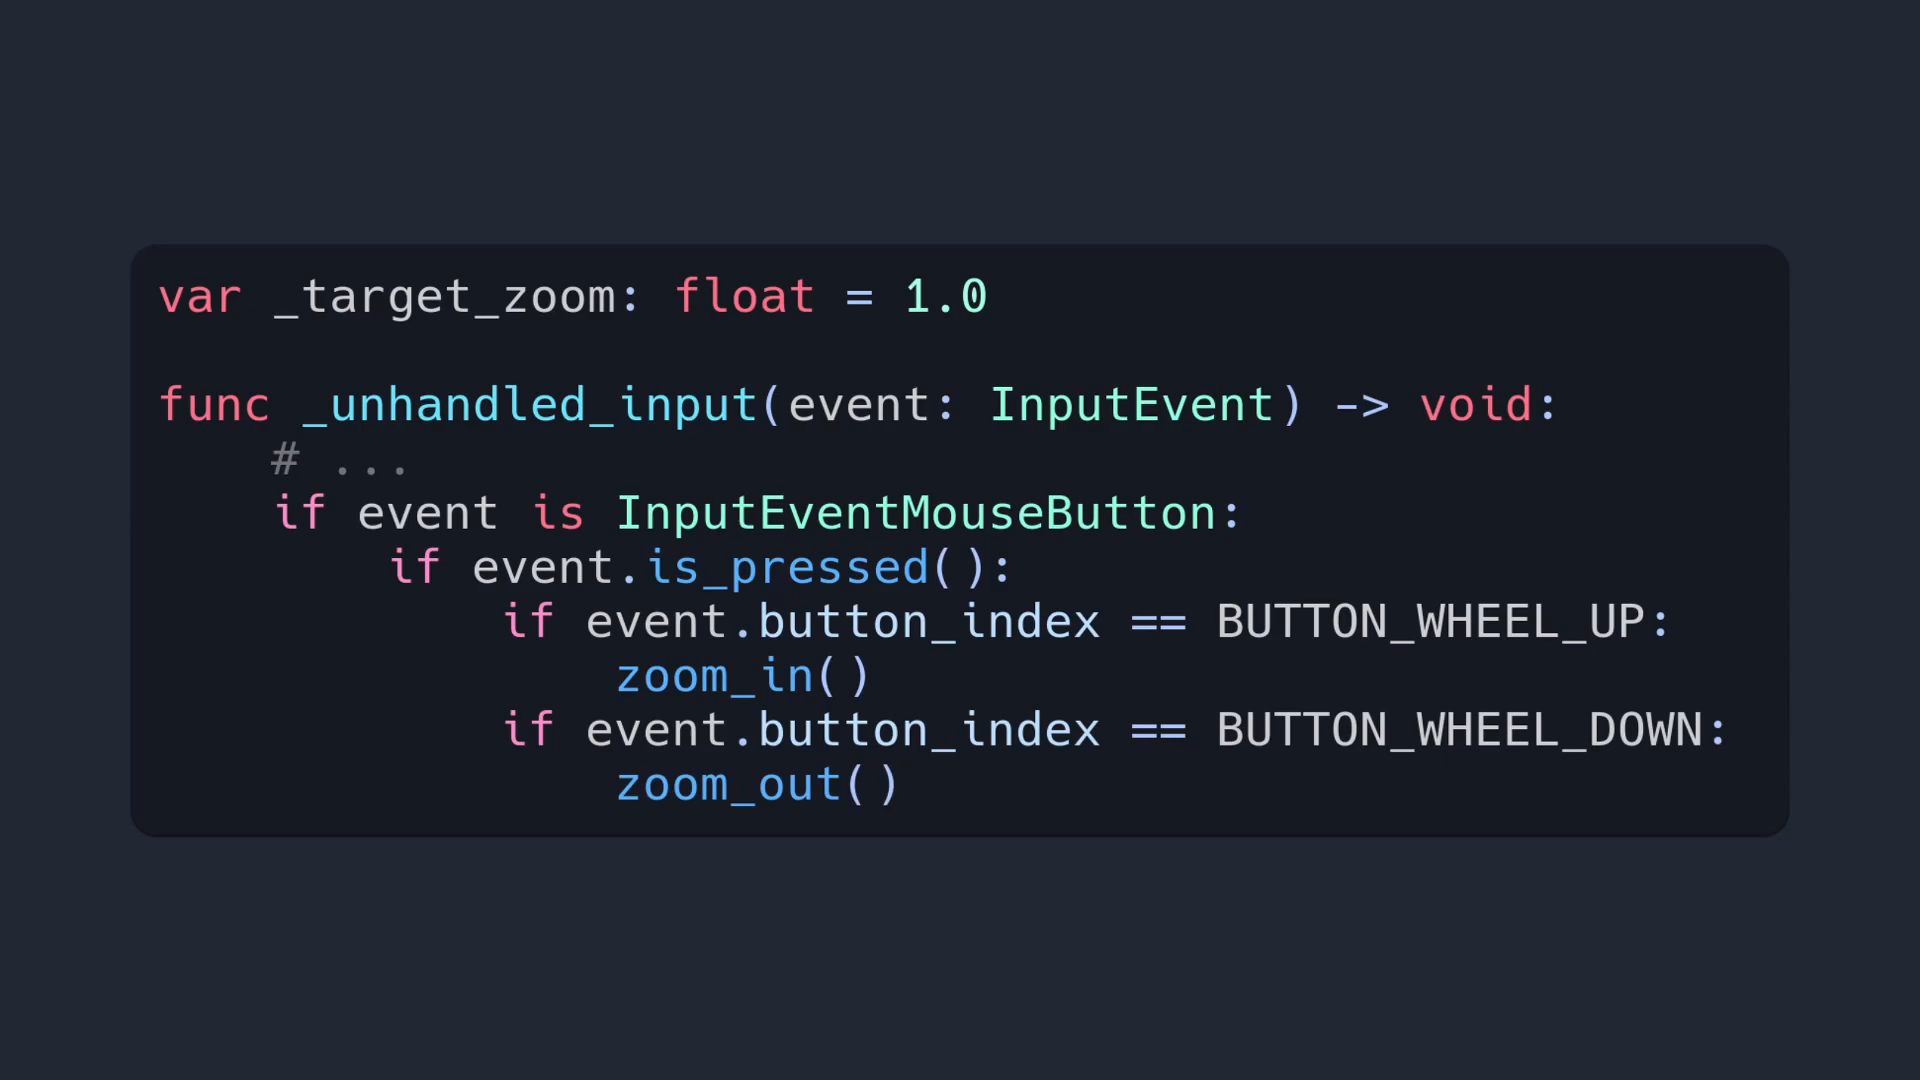 var _target_zoom: float = 1.0
func _unhandled_input(event: InputEvent) -> void:
# ...
if event is InputEventMouseButton:
if event.is_pressed():
if event.button_index == BUTTON_WHEEL_UP:
zoom_in()
if event.button_index == BUTTON_WHEEL_DOWN:
zoom_out()